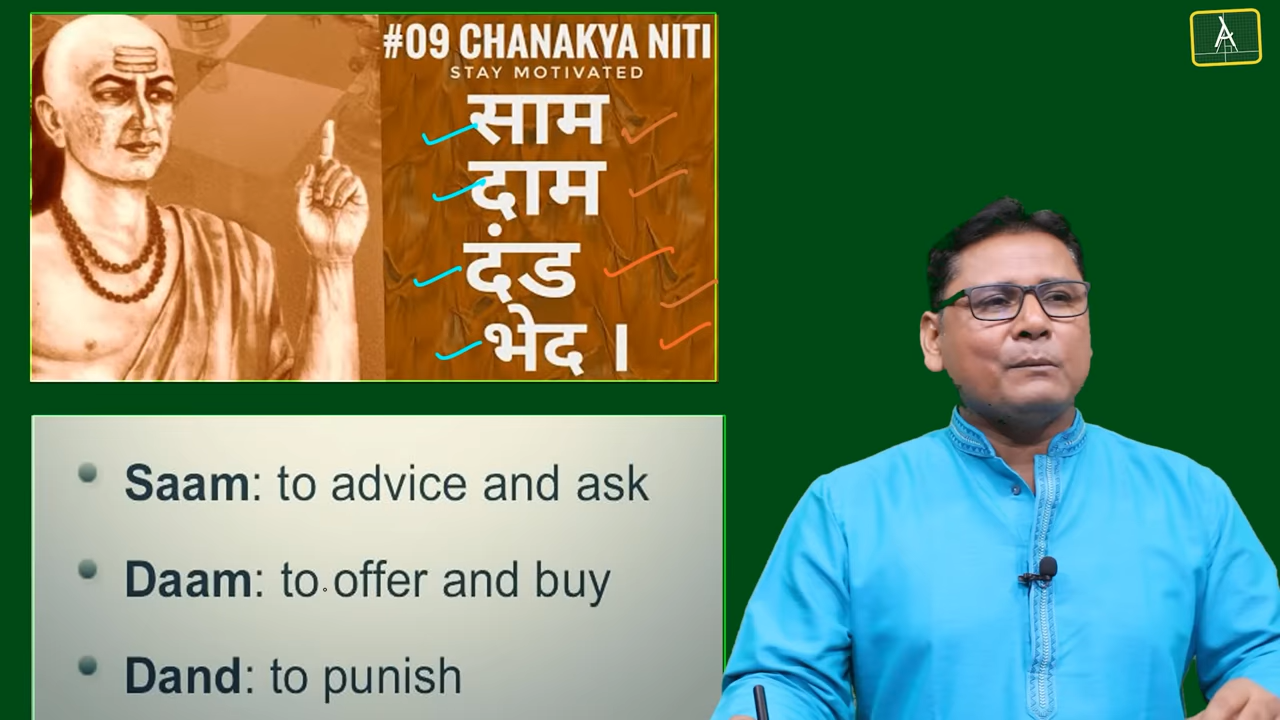 #09 CHANAKYA NITI
STAY MOTIVATED
साम
दाम
दंड
भेद ।
Saam: to advice and ask
Daam: to offer and buy
Dand: to punish